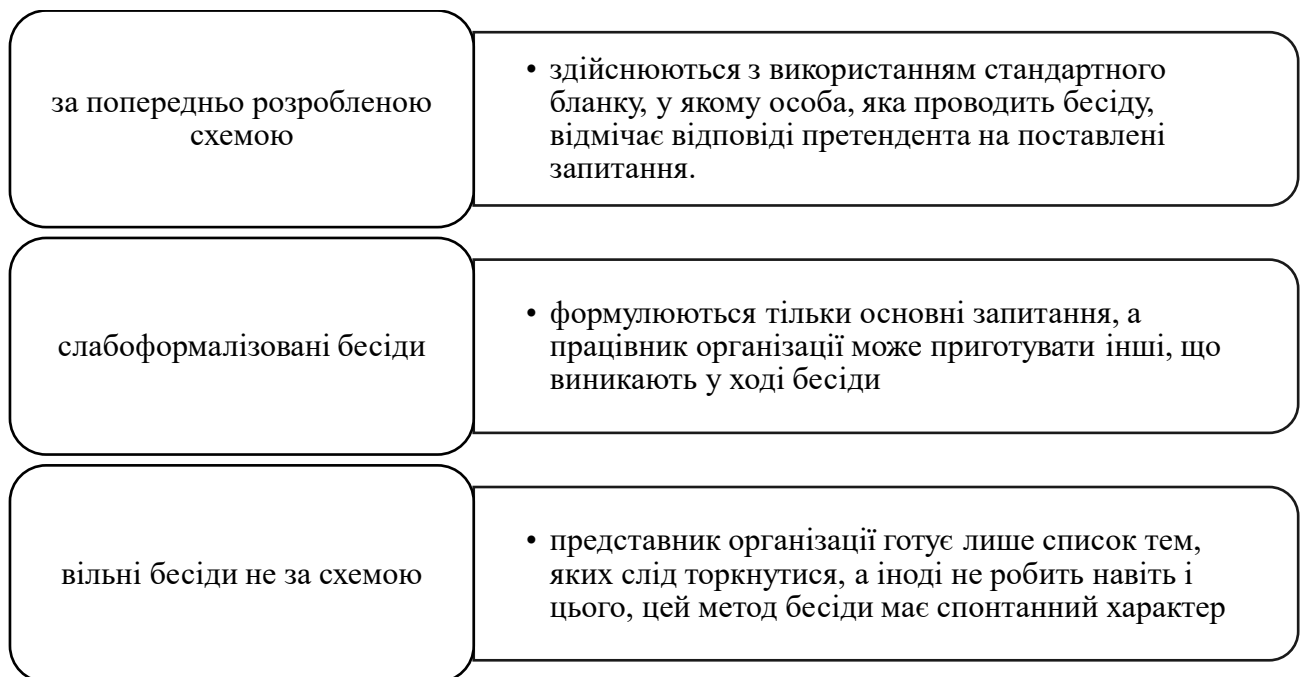 за попередньо розробленою
схемою
• здійснюються з використанням стандартного
бланку, у якому особа, яка проводить бесіду,
відмічає відповіді претендента на поставлені
запитання.
слабоформалізовані бесіди
• формулюються тільки основні запитання, а
працівник організації може приготувати інші, що
виникають у ході бесіди
вільні бесіди не за схемою
• представник організації готує лише список тем,
яких слід торкнутися, а іноді не робить навіть і
цього, цей метод бесіди має спонтанний характер